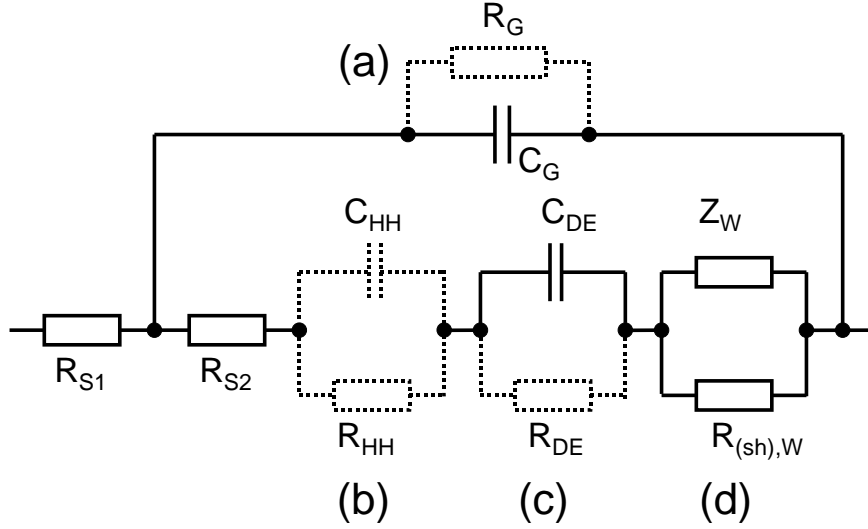 R_G
(a)
C_G
C_HH
C_DE
Z_W
R_S1
R_S2
R_HH
R_DE
R_(sh),W
(b)
(c)
(d)